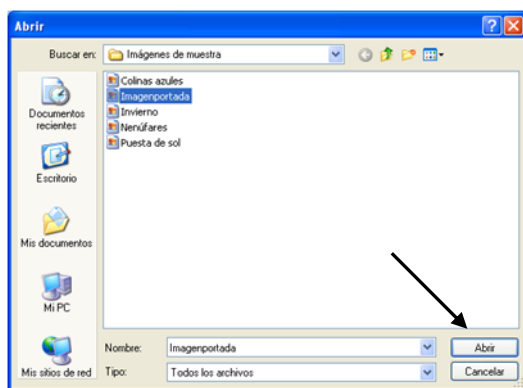 Abrir
Buscar en:
Imágenes de muestra
Documentos
recientes
Escritorio
Mis documentos
Mi PC
Mis sitios de red
Colinas azules
Imagenportada
Invierno
Nenúfares
Puesta de sol
Nombre:
Imagenportada
Abrir
Tipo:
Todos los archivos
Cancelar